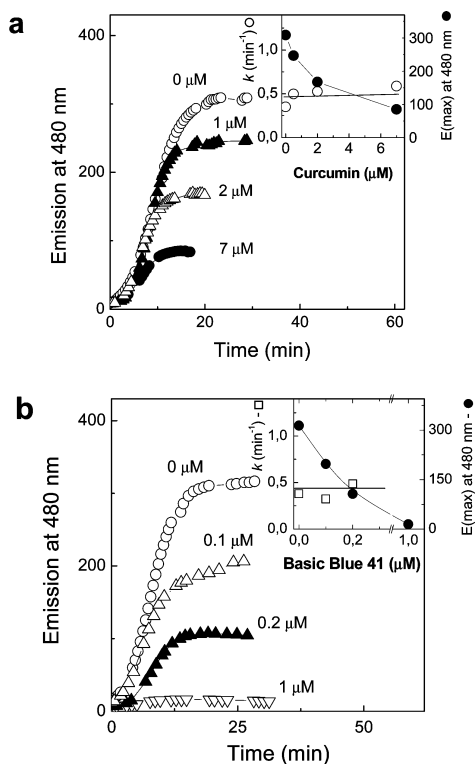 a
400
200
0
Emission at 480 nm
0 20 40 60
Time (min)
0 µM
1 µM
2 µM
7 µM
k (min⁻¹)
1,0
0,5
0,0
0 2 4 6
Curcumin (µM)
300
200
100
0
E(max) at 480 nm
b
400
200
0
Emission at 480 nm
0 25 50
Time (min)
0 µM
0.1 µM
0.2 µM
1 µM
k (min⁻¹) -
1,0
0,5
0,0
0,0 0,2 1,0
Basic Blue 41 (µM)
300
150
0
E(max) at 480 nm -